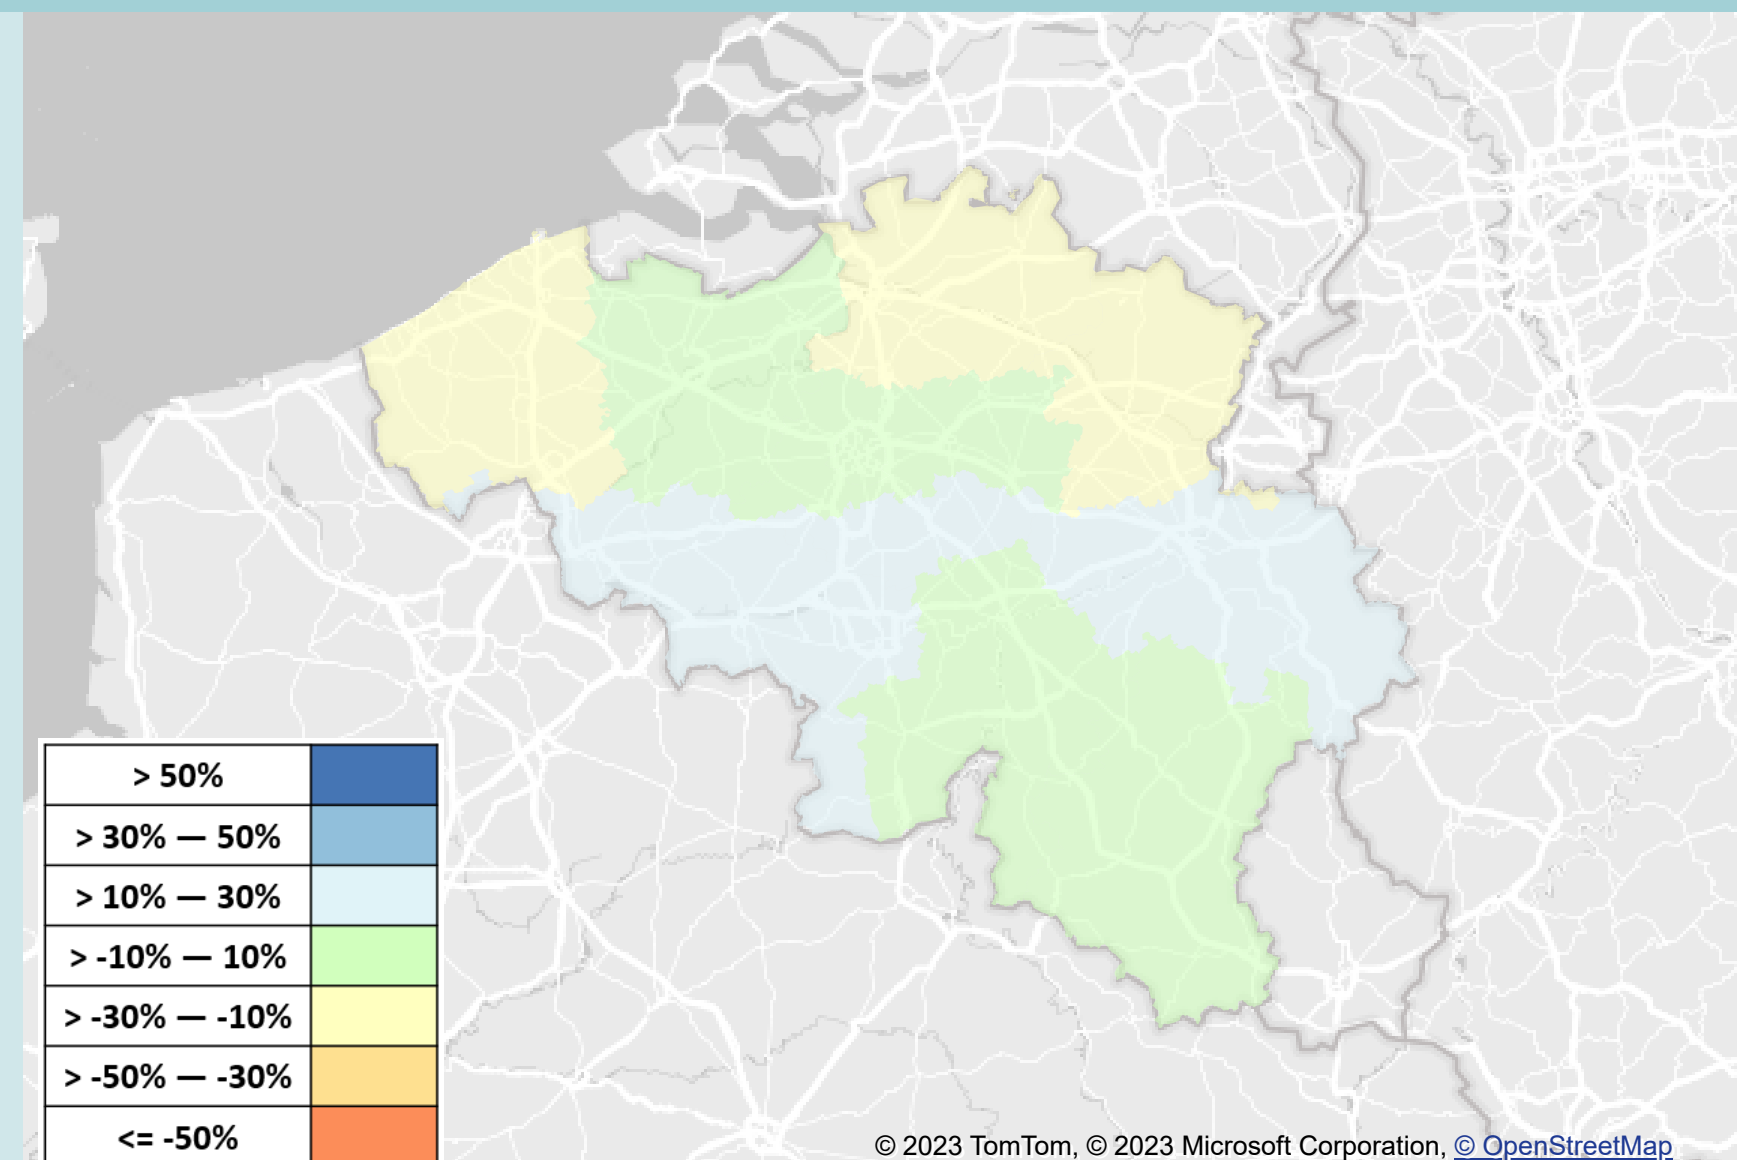 > 50%
> 30% — 50%
> 10% — 30%
> -10% — 10%
> -30% — -10%
> -50% — -30%
<= -50%
© 2023 TomTom, © 2023 Microsoft Corporation, © OpenStreetMap